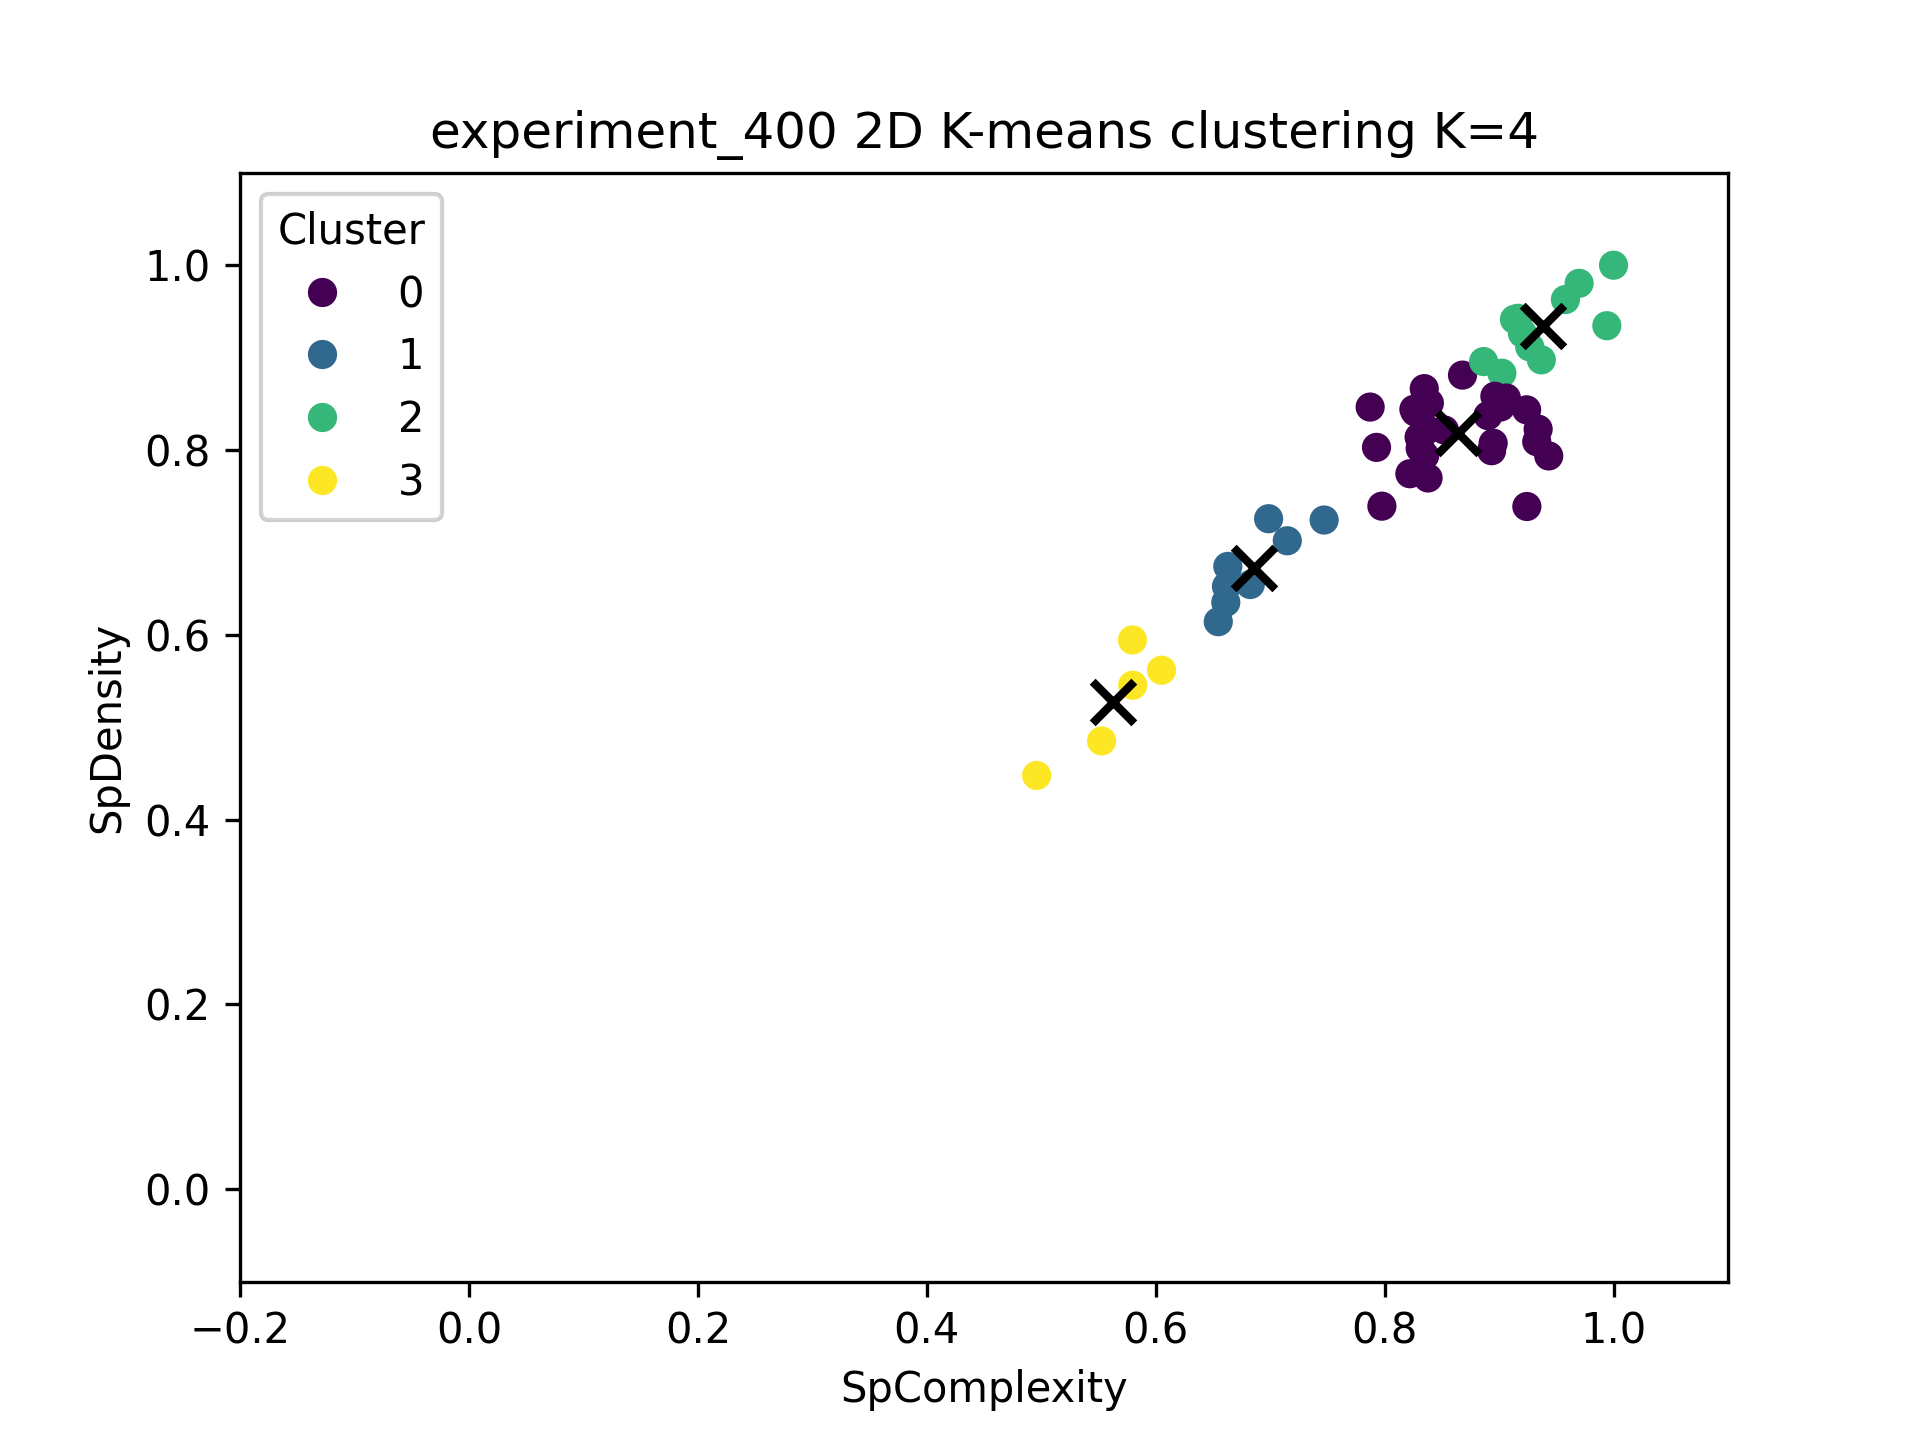 experiment_400 2D K-means clustering K=4
Cluster
0
1
2
3
SpDensity
1.0
0.8
0.6
0.4
0.2
0.0
−0.2 0.0 0.2 0.4 0.6 0.8 1.0
SpComplexity